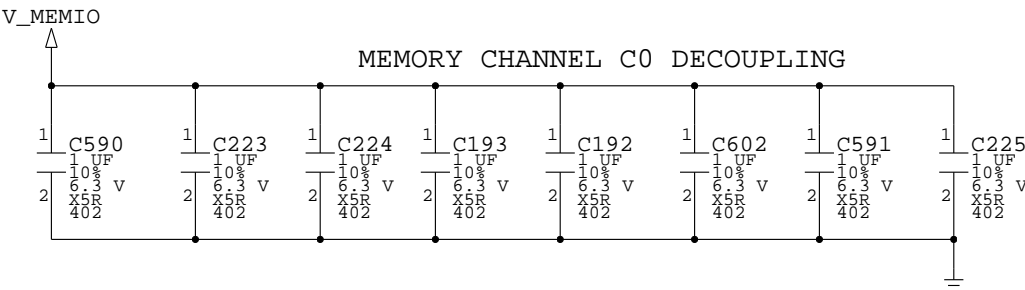 V_MEMIO
MEMORY CHANNEL C0 DECOUPLING
1
C590
1 UF
10%
6.3 V
X5R
402
2
1
C223
1 UF
10%
6.3 V
X5R
402
2
1
C224
1 UF
10%
6.3 V
X5R
402
2
1
C193
1 UF
10%
6.3 V
X5R
402
2
1
C192
1 UF
10%
6.3 V
X5R
402
2
1
C602
1 UF
10%
6.3 V
X5R
402
2
1
C591
1 UF
10%
6.3 V
X5R
402
2
1
C225
1 UF
10%
6.3 V
X5R
402
2